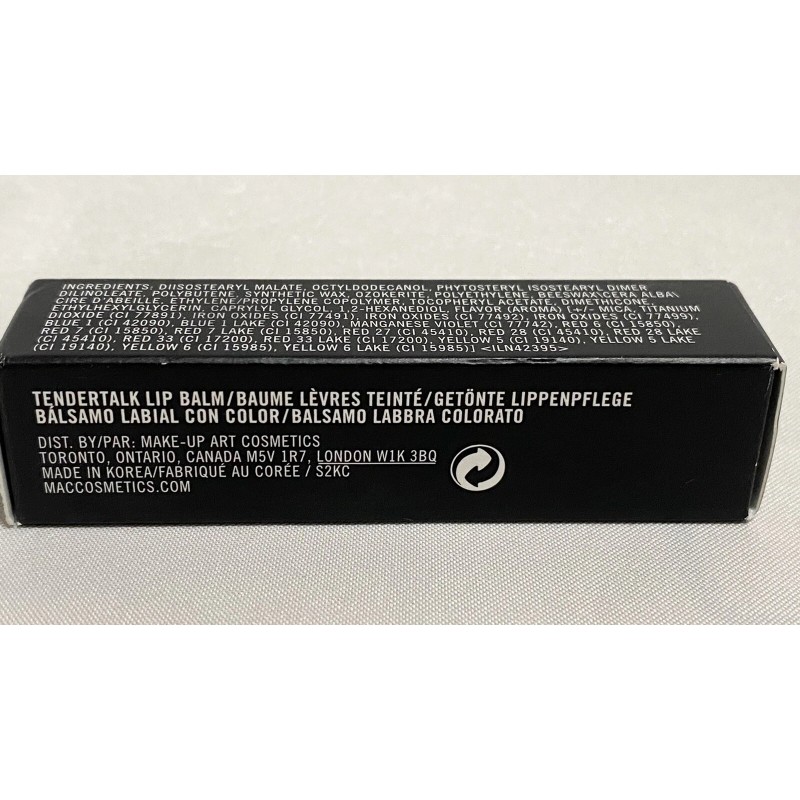 INGREDIENTS: DIISOSTEARYL MALATE, OCTYLDODECANOL, PHYTOSTERYL ISOSTEARYL DIMER
DILINOLEATE, POLYBUTENE, SYNTHETIC WAX, OZOKERITE, POLYETHYLENE, BEESWAX\CERA ALBA\
CIRE D'ABEILLE, ETHYLENE/PROPYLENE COPOLYMER, TOCOPHERYL ACETATE, DIMETHICONE,
ETHYLHEXYLGLYCERIN, CAPRYLYL GLYCOL, 1,2-HEXANEDIOL, FLAVOR (AROMA) [+/- MICA, TITANIUM
DIOXIDE (CI 77891), IRON OXIDES (CI 77491), IRON OXIDES (CI 77492), IRON OXIDES (CI 77499),
BLUE 1 (CI 42090), BLUE 1 LAKE (CI 42090), MANGANESE VIOLET (CI 77742), RED 6 (CI 15850),
RED 7 (CI 15850), RED 7 LAKE (CI 15850), RED 27 (CI 45410), RED 28 LAKE
(CI 45410), RED 33 (CI 17200), RED 33 LAKE (CI 17200), YELLOW 5 (CI 19140), YELLOW 5 LAKE
(CI 19140), YELLOW 6 (CI 15985), YELLOW 6 LAKE (CI 15985)] <ILN42395>
TENDERTALK LIP BALM/BAUME LÈVRES TEINTÉ/GETÖNTE LIPPENPFLEGE
BÁLSAMO LABIAL CON COLOR/BALSAMO LABBRA COLORATO
DIST. BY/PAR: MAKE-UP ART COSMETICS
TORONTO, ONTARIO, CANADA M5V 1R7, LONDON W1K 3BQ
MADE IN KOREA/FABRIQUÉ AU CORÉE / S2KC
MACCOSMETICS.COM